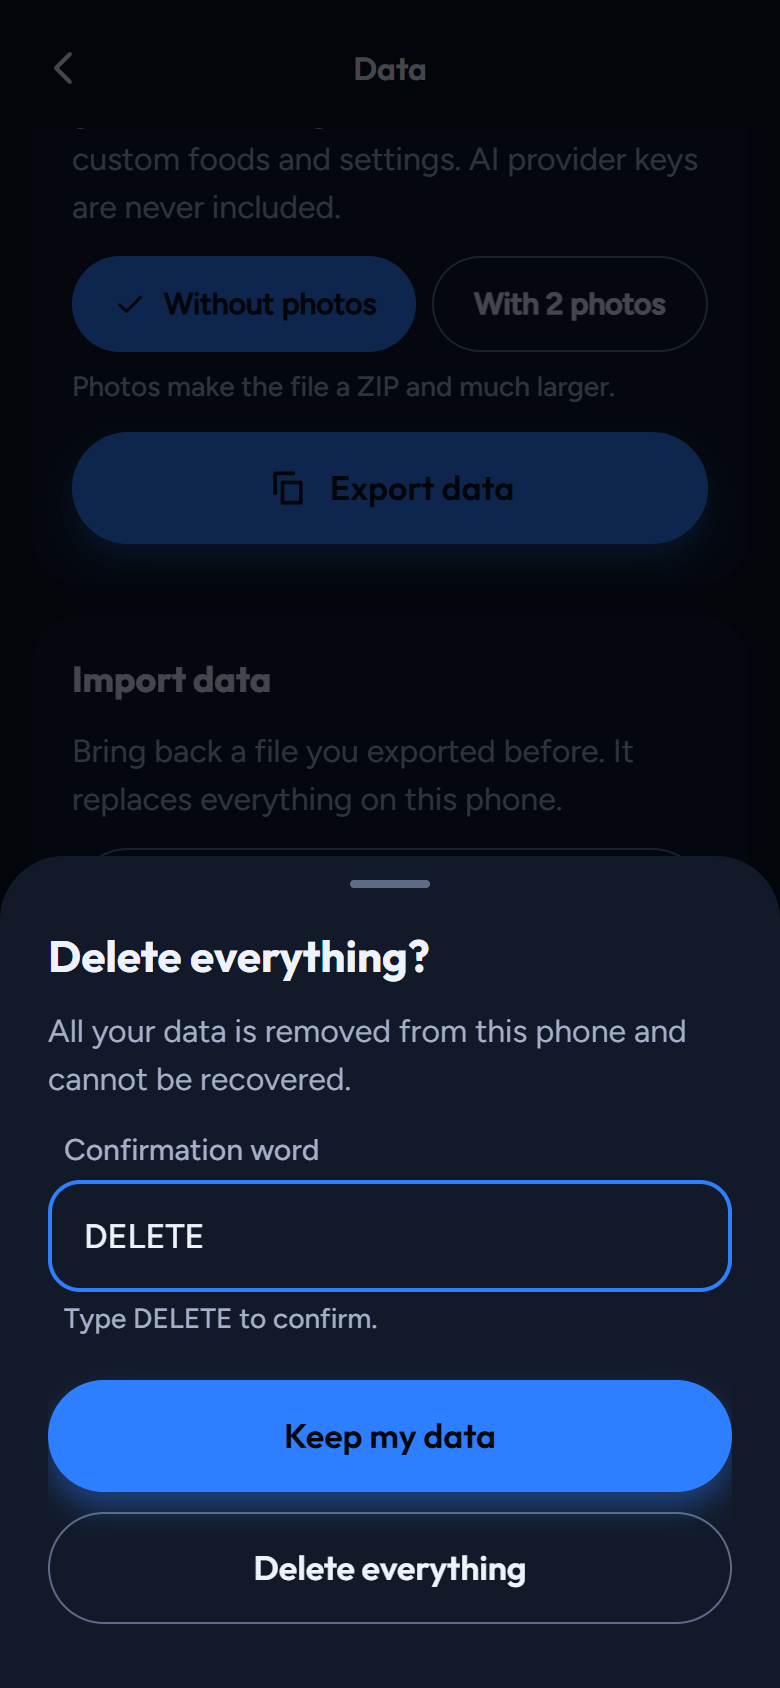 Data
custom foods and settings. AI provider keys
are never included.
Without photos
With 2 photos
Photos make the file a ZIP and much larger.
Export data
Import data
Bring back a file you exported before. It
replaces everything on this phone.
Delete everything?
All your data is removed from this phone and
cannot be recovered.
Confirmation word
DELETE
Type DELETE to confirm.
Keep my data
Delete everything